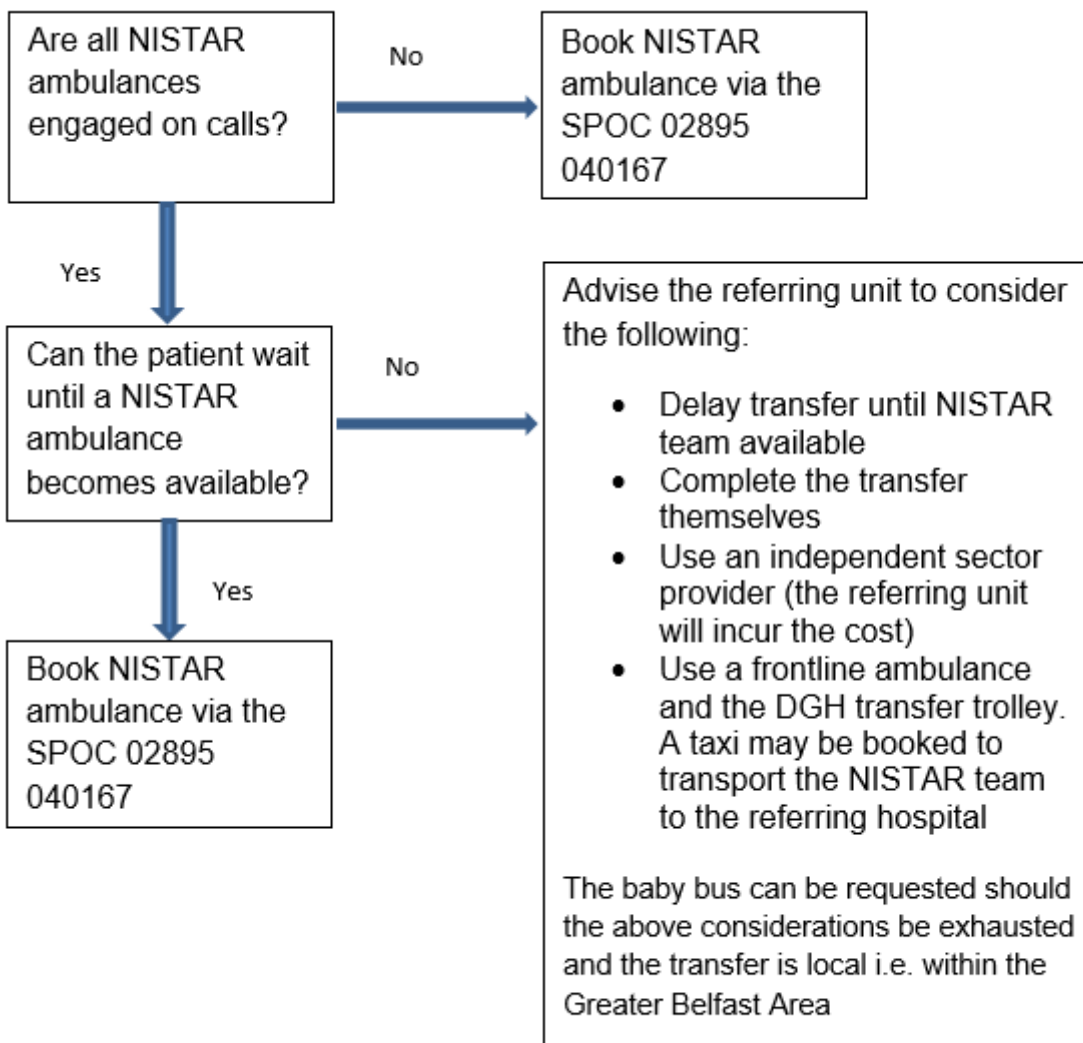 Are all NISTAR
ambulances
engaged on calls?
No
Book NISTAR
ambulance via the
SPOC 02895
040167
Yes
Can the patient wait
until a NISTAR
ambulance
becomes available?
No
Advise the referring unit to consider
the following:
• Delay transfer until NISTAR
team available
• Complete the transfer
themselves
• Use an independent sector
provider (the referring unit
will incur the cost)
• Use a frontline ambulance
and the DGH transfer trolley.
A taxi may be booked to
transport the NISTAR team
to the referring hospital
The baby bus can be requested should
the above considerations be exhausted
and the transfer is local i.e. within the
Greater Belfast Area
Yes
Book NISTAR
ambulance via the
SPOC 02895
040167